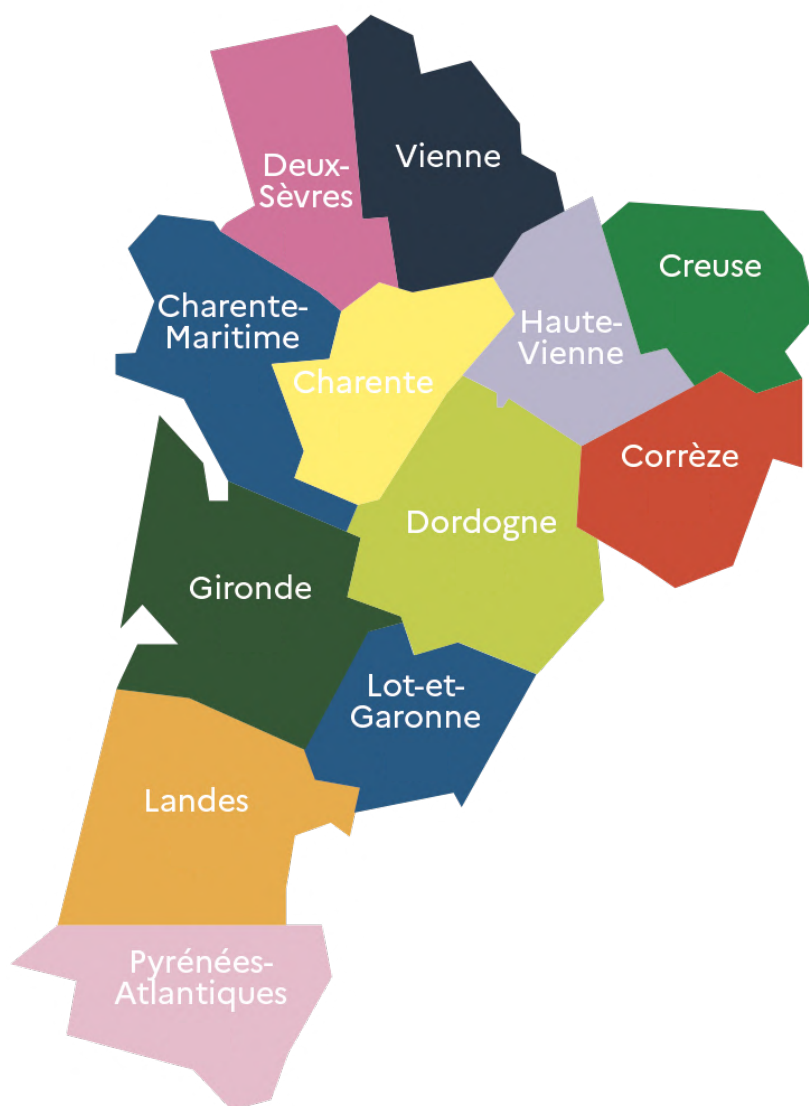 Deux-
Sèvres
Vienne
Creuse
Charente-
Maritime
Haute-
Vienne
Charente
Corrèze
Dordogne
Gironde
Lot-et-
Garonne
Landes
Pyrénées-
Atlantiques